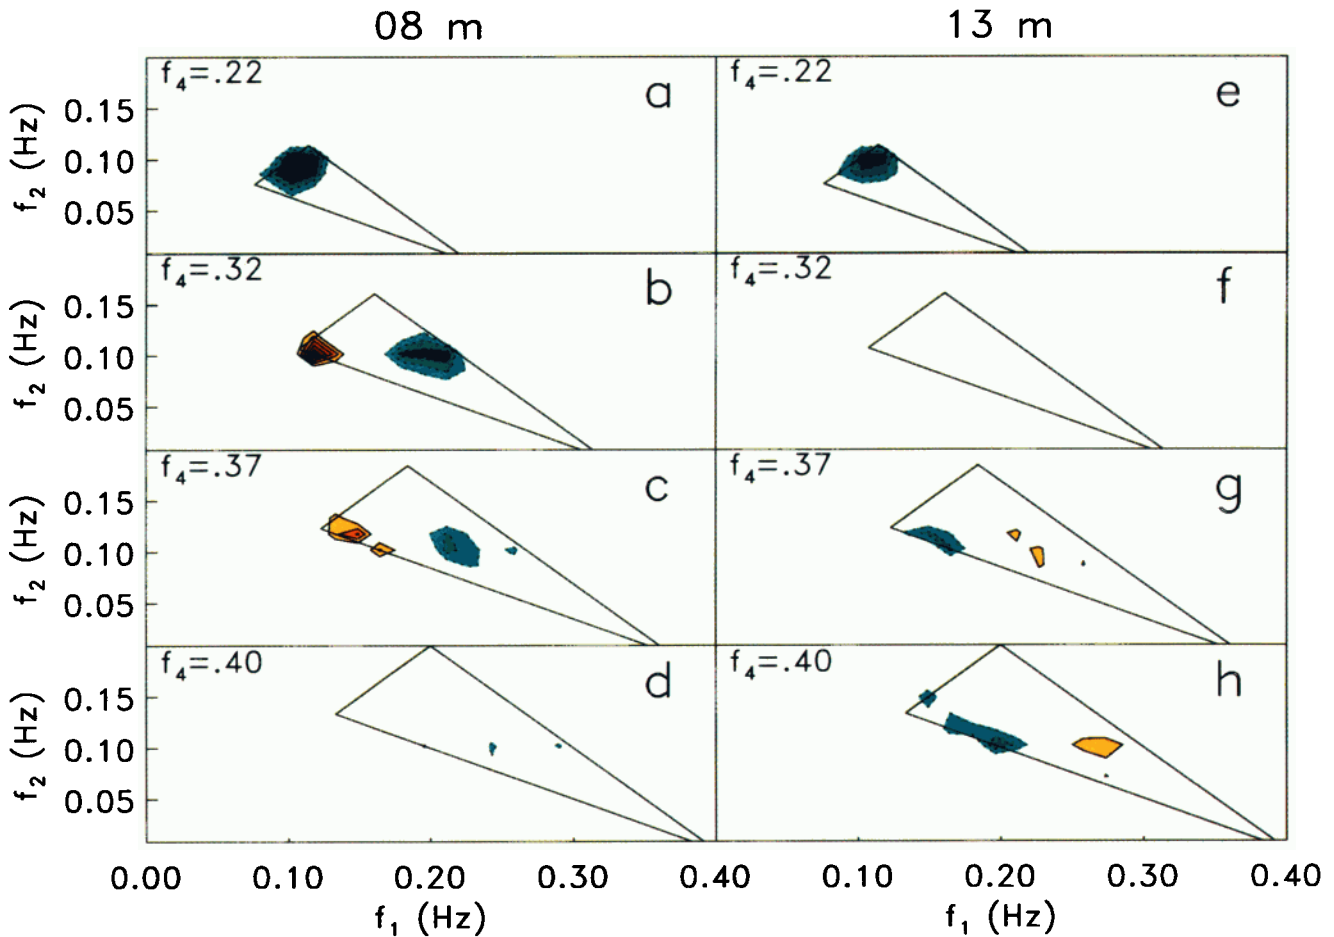 08 m 13 m
f4=.22 a f4=.22 e
0.15
0.10
0.05
f2 (Hz)
f4=.32 b f4=.32 f
0.15
0.10
0.05
f2 (Hz)
f4=.37 c f4=.37 g
0.15
0.10
0.05
f2 (Hz)
f4=.40 d f4=.40 h
0.15
0.10
0.05
f2 (Hz)
0.00 0.10 0.20 0.30 0.40 0.10 0.20 0.30 0.40
f1 (Hz) f1 (Hz)